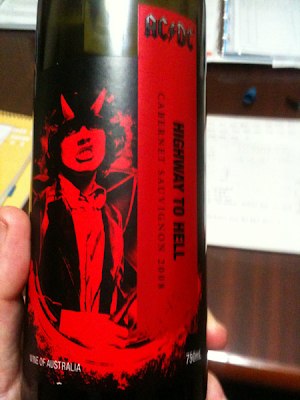 AC⚡DC
HIGHWAY TO HELL
CABERNET SAUVIGNON 2008
WINE OF AUSTRALIA
750mL